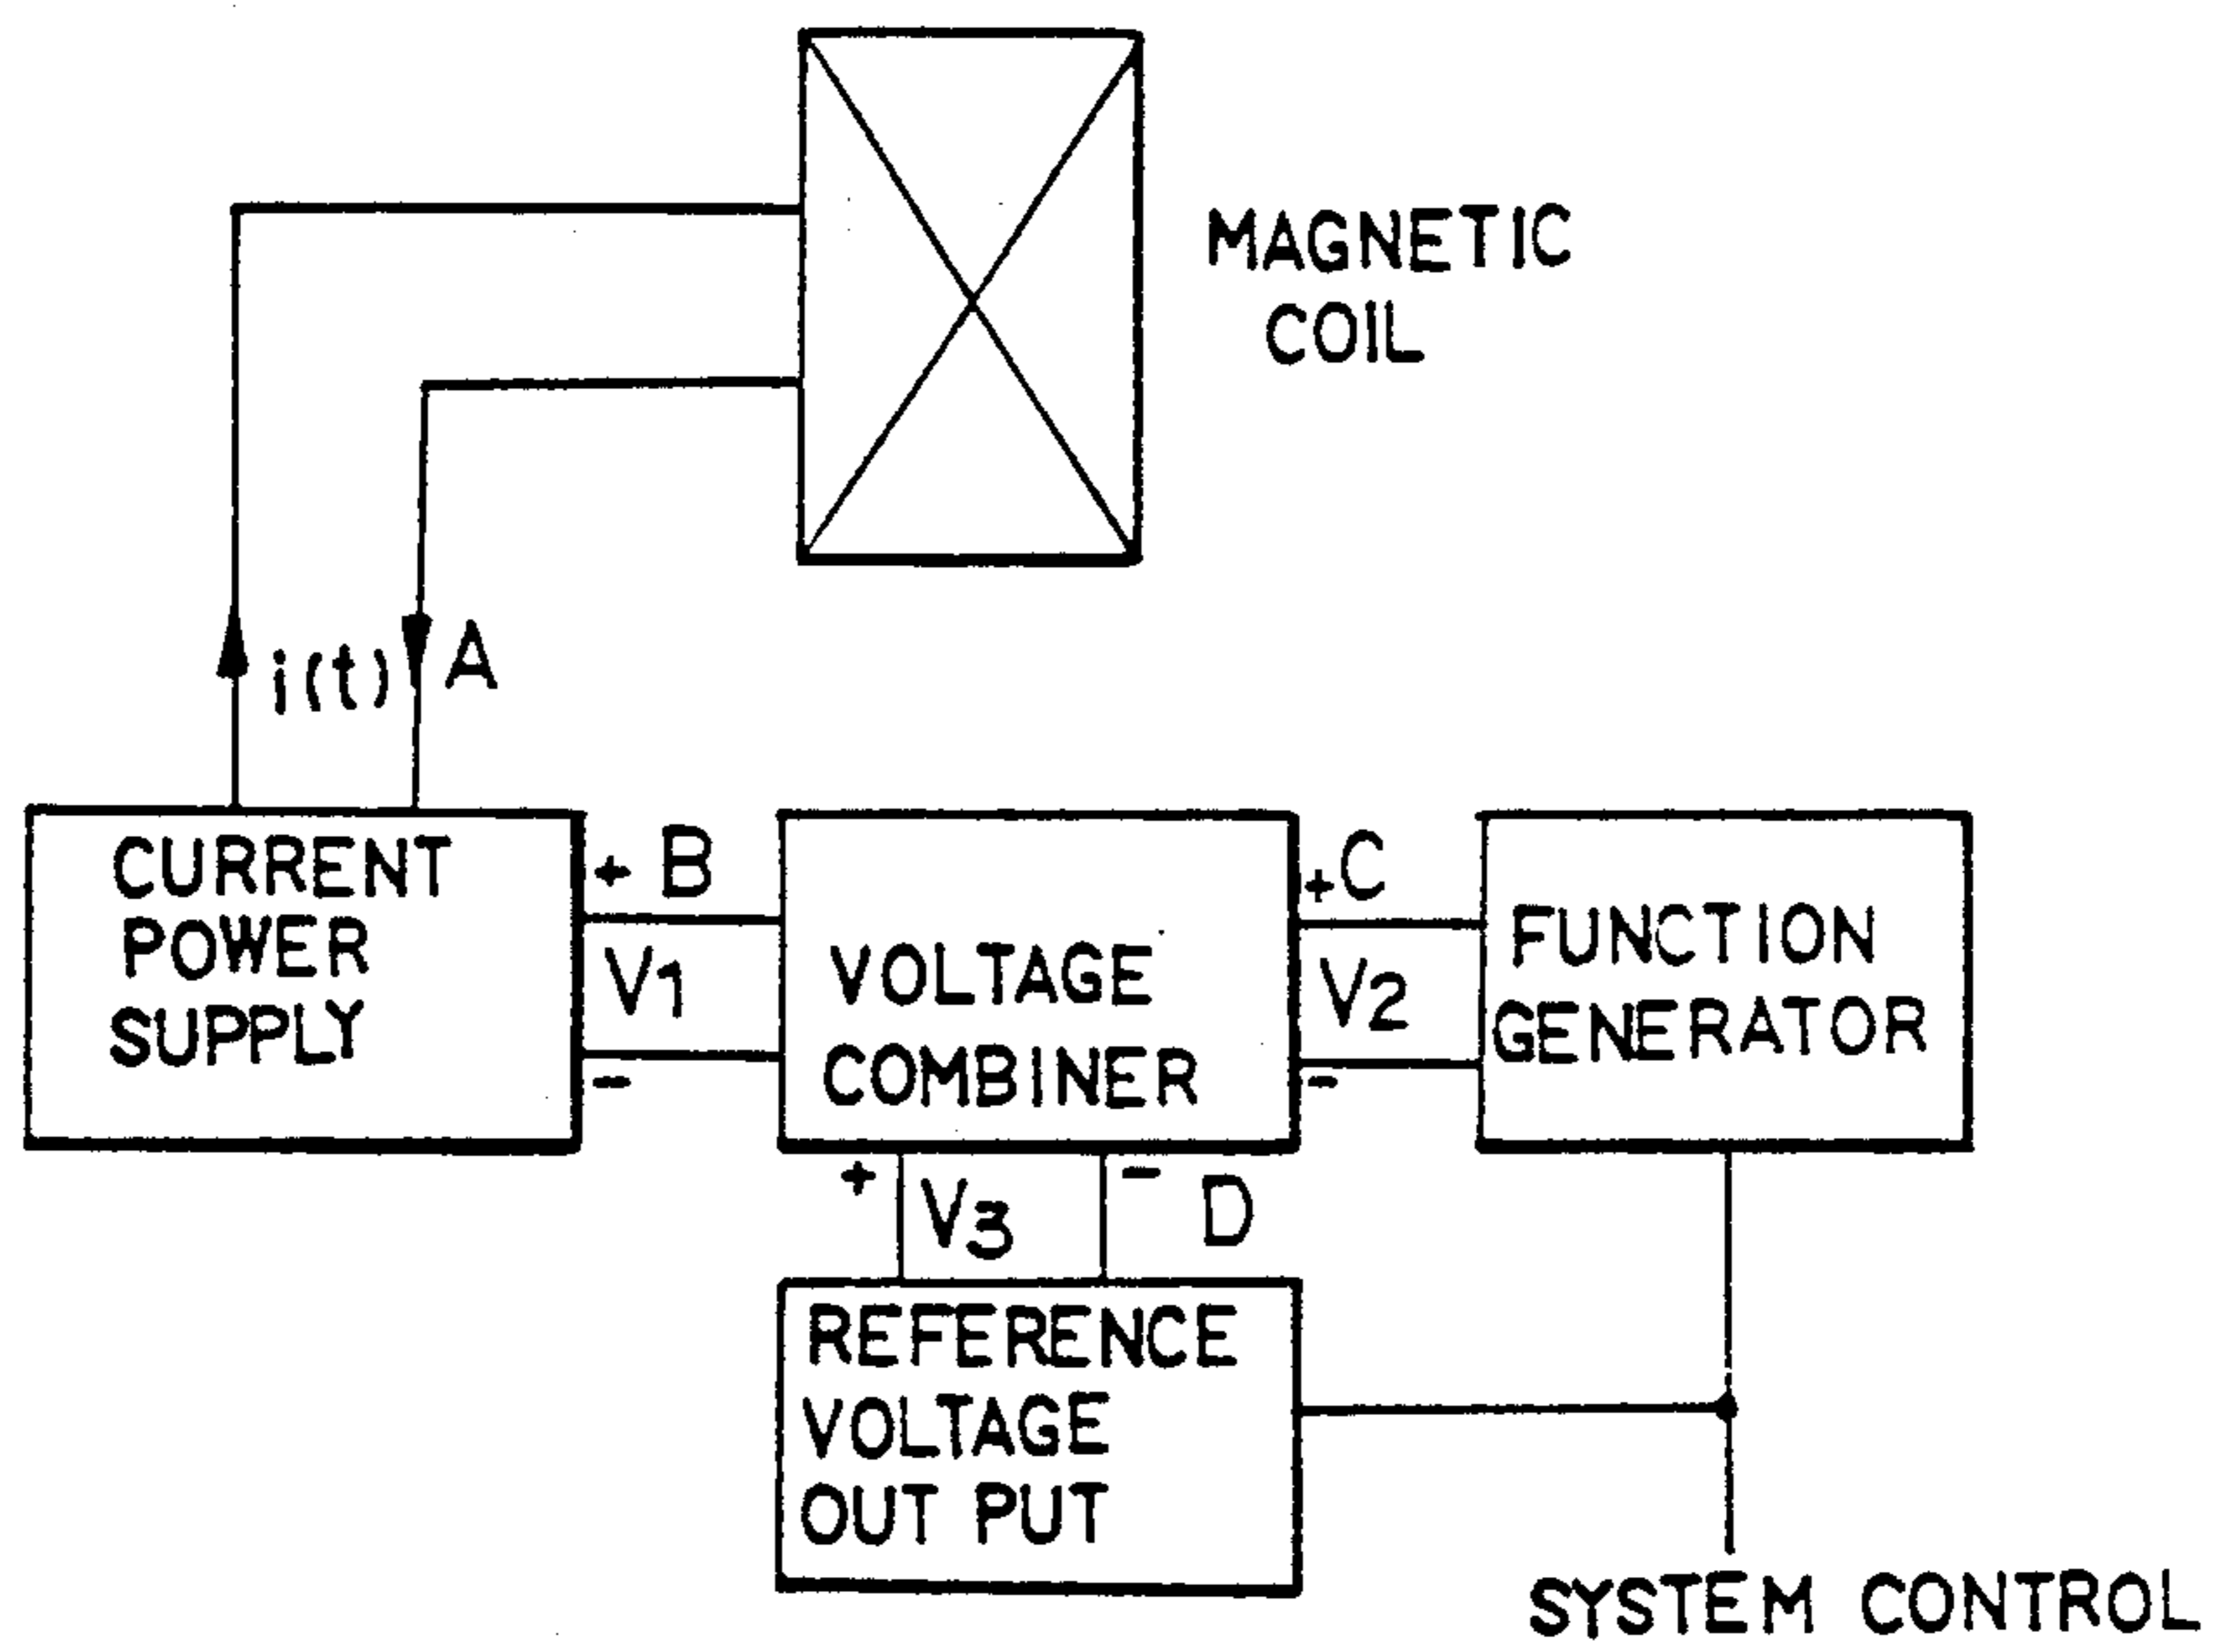 MAGNETIC
COIL
i(t) A
CURRENT
POWER
SUPPLY
+ B
V1
-
VOLTAGE
COMBINER
+C
V2
-
FUNCTION
GENERATOR
+ V3 - D
REFERENCE
VOLTAGE
OUT PUT
SYSTEM CONTROL